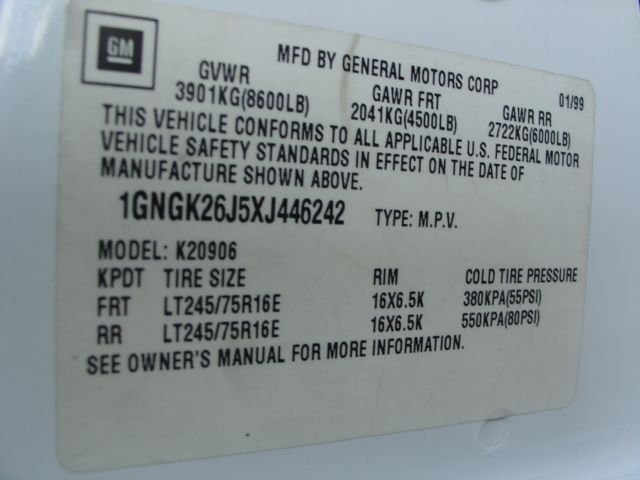 GM
MFD BY GENERAL MOTORS CORP 01/99
GVWR GAWR FRT GAWR RR
3901KG(8600LB) 2041KG(4500LB) 2722KG(6000LB)
THIS VEHICLE CONFORMS TO ALL APPLICABLE U.S. FEDERAL MOTOR
VEHICLE SAFETY STANDARDS IN EFFECT ON THE DATE OF
MANUFACTURE SHOWN ABOVE.
1GNGK26J5XJ446242 TYPE: M.P.V.
MODEL: K20906
KPDT TIRE SIZE RIM COLD TIRE PRESSURE
FRT LT245/75R16E 16X6.5K 380KPA(55PSI)
RR LT245/75R16E 16X6.5K 550KPA(80PSI)
SEE OWNER'S MANUAL FOR MORE INFORMATION.